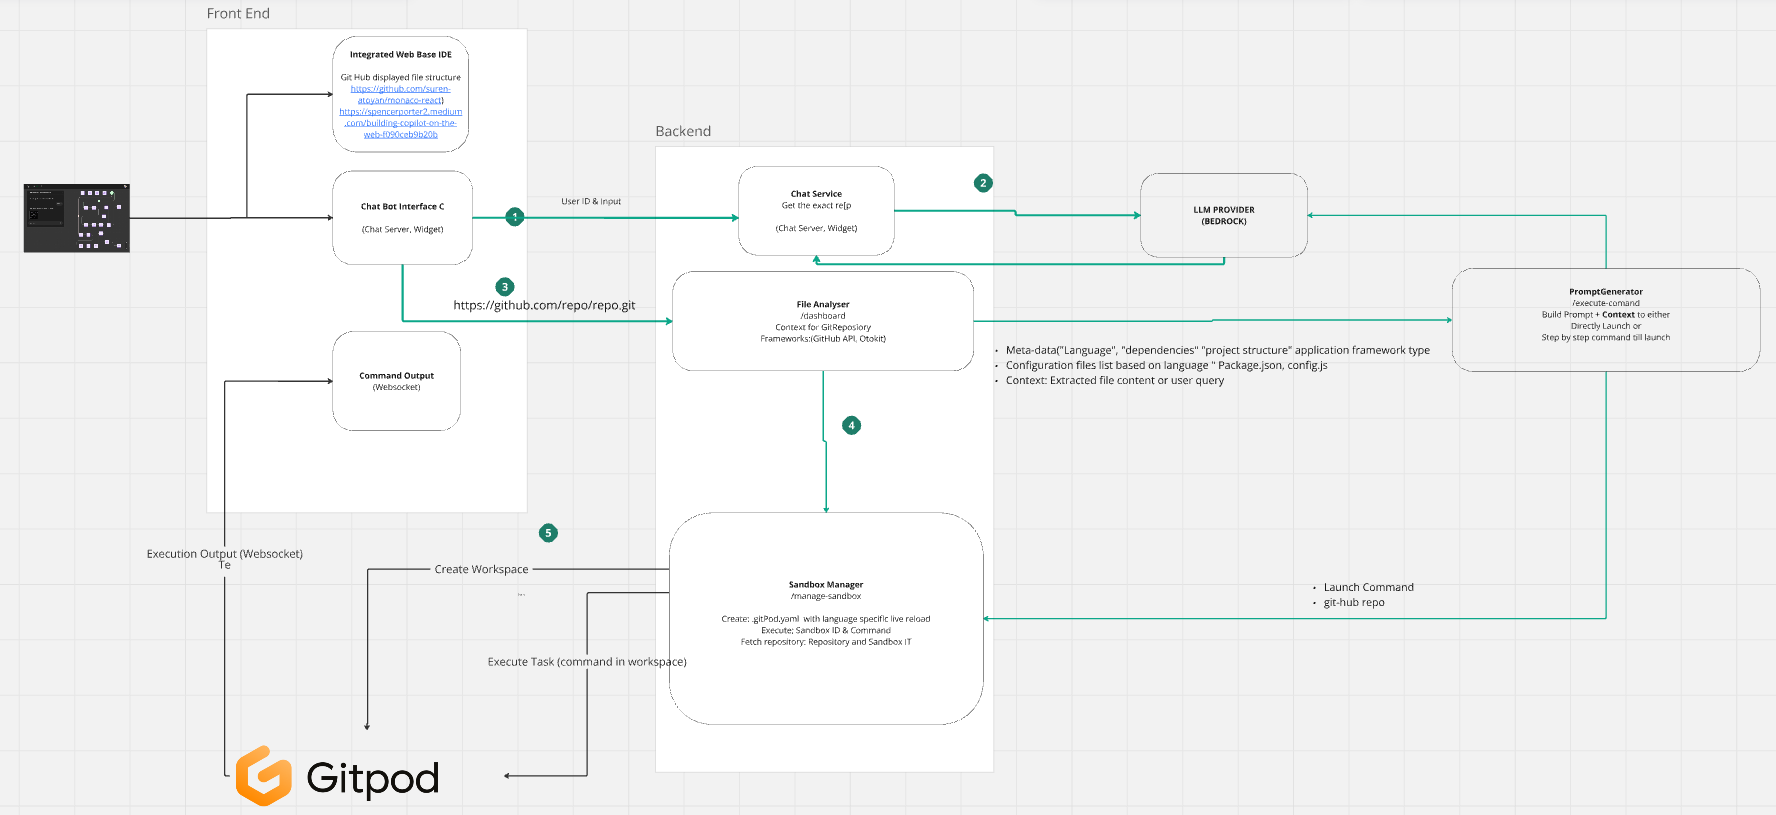 Front End
Integrated Web Base IDE
Git Hub displayed file structure
https://github.com/suren-
atoyan/monaco-react)
https://spencerporter2.medium
.com/building-copilot-on-the-
web-f090ceb9b20b
Chat Bot Interface C
(Chat Server, Widget)
Command Output
(Websocket)
1
User ID & Input
3
https://github.com/repo/repo.git
Backend
Chat Service
Get the exact re[p
(Chat Server, Widget)
2
LLM PROVIDER
(BEDROCK)
File Analyser
/dashboard
Context for GitRepository
Frameworks:(GitHub API, Otokit)
PromptGenerator
/execute-comand
Build Prompt + Context to either
Directly Launch or
Step by step command till launch
• Meta-data("Language", "dependencies" "project structure" application framework type
• Configuration files list based on language " Package.json, config.js
• Context: Extracted file content or user query
4
5
Execution Output (Websocket)
Te
Create Workspace
Sandbox Manager
/manage-sandbox
Create: .gitPod.yaml with language specific live reload
Execute; Sandbox ID & Command
Fetch repository: Repository and Sandbox IT
• Launch Command
• git-hub repo
Execute Task (command in workspace)
Gitpod